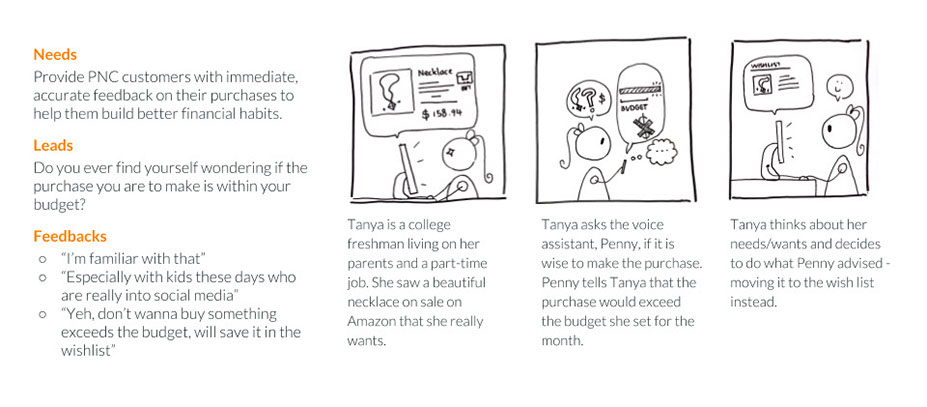 Needs
Provide PNC customers with immediate,
accurate feedback on their purchases to
help them build better financial habits.
Leads
Do you ever find yourself wondering if the
purchase you are to make is within your
budget?
Feedbacks
“I’m familiar with that”
“Especially with kids these days who
are really into social media”
“Yeh, don’t wanna buy something
exceeds the budget, will save it in the
wishlist”
Necklace
$ 158.94
Tanya is a college
freshman living on her
parents and a part-time
job. She saw a beautiful
necklace on sale on
Amazon that she really
wants.
?? $
BUDGET
$
Tanya asks the voice
assistant, Penny, if it is
wise to make the purchase.
Penny tells Tanya that the
purchase would exceed
the budget she set for the
month.
WISHLIST
Tanya thinks about her
needs/wants and decides
to do what Penny advised -
moving it to the wish list
instead.